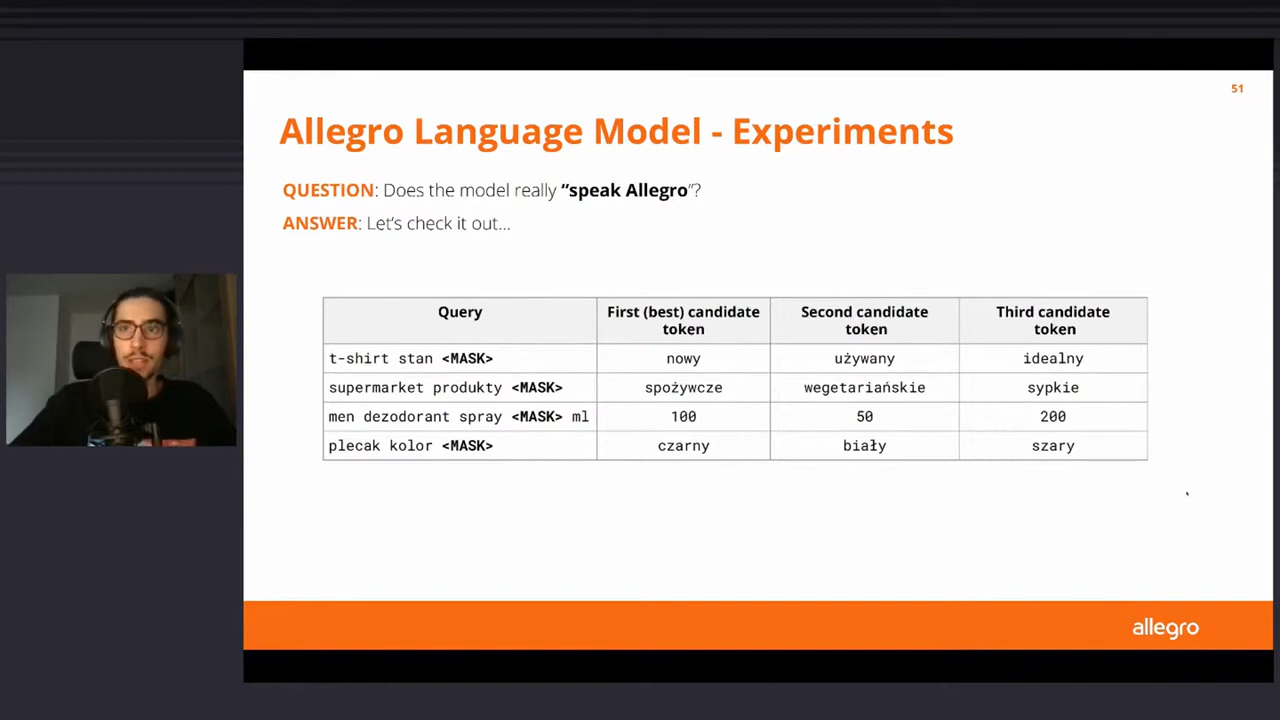 51
Allegro Language Model - Experiments
QUESTION: Does the model really “speak Allegro”?
ANSWER: Let’s check it out...
Query First (best) candidate token Second candidate token Third candidate token
t-shirt stan <MASK> nowy używany idealny
supermarket produkty <MASK> spożywcze wegetariańskie sypkie
men dezodorant spray <MASK> ml 100 50 200
plecak kolor <MASK> czarny biały szary
allegro